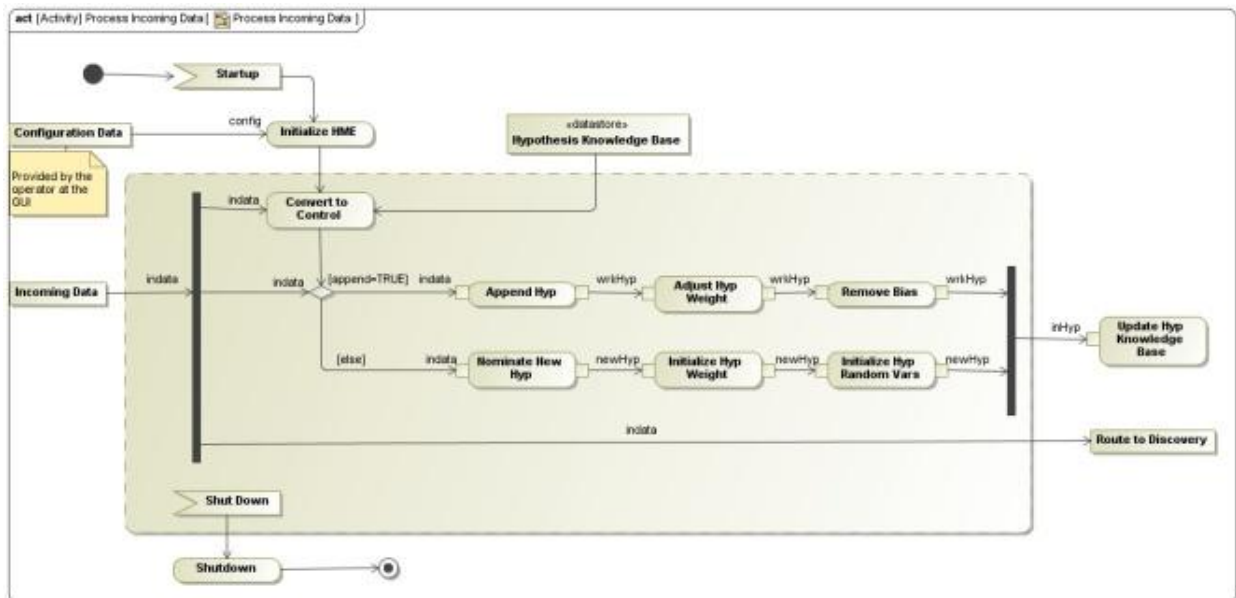 act [Activity] Process Incoming Data [ Process Incoming Data ]
Startup
config
Configuration Data
Initialize HME
«datastore»
Hypothesis Knowledge Base
Provided by the
operator at the
GUI
indata
Convert to
Control
indata
indata
[append=TRUE]
indata
wrkHyp
wrkHyp
wrkHyp
Incoming Data
Append Hyp
Adjust Hyp
Weight
Remove Bias
inHyp
Update Hyp
Knowledge
Base
[else]
indata
newHyp
newHyp
newHyp
Nominate New
Hyp
Initialize Hyp
Weight
Initialize Hyp
Random Vars
indata
Route to Discovery
Shut Down
Shutdown